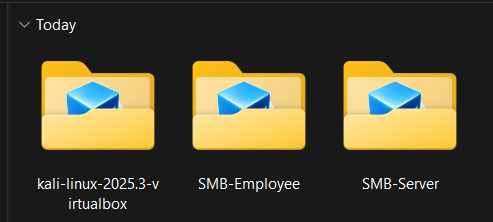 Today
kali-linux-2025.3-v
irtualbox
SMB-Employee
SMB-Server